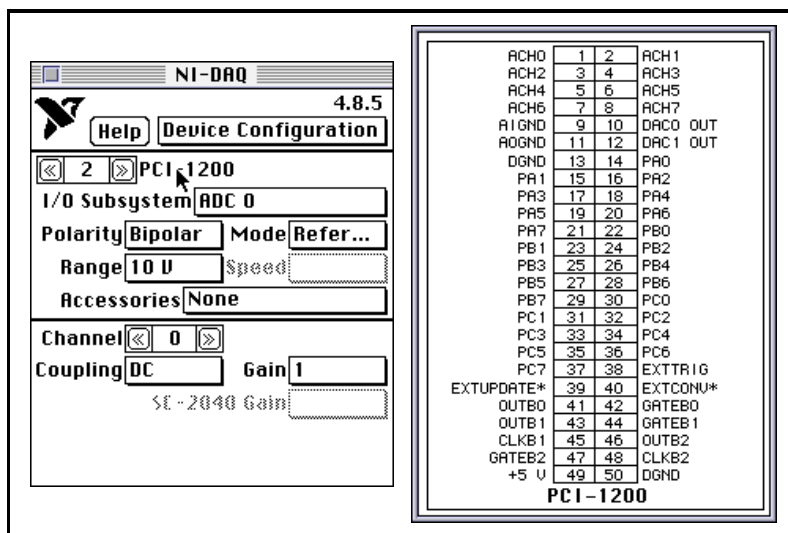 NI-DAQ
4.8.5
Help Device Configuration
2 PCI-1200
I/O Subsystem ADC 0
Polarity Bipolar Mode Refer...
Range 10 V Speed
Accessories None
Channel 0
Coupling DC Gain 1
SC-2040 Gain
ACH0 1 2 ACH1
ACH2 3 4 ACH3
ACH4 5 6 ACH5
ACH6 7 8 ACH7
AIGND 9 10 DAC0 OUT
AOGND 11 12 DAC1 OUT
DGND 13 14 PA0
PA1 15 16 PA2
PA3 17 18 PA4
PA5 19 20 PA6
PA7 21 22 PB0
PB1 23 24 PB2
PB3 25 26 PB4
PB5 27 28 PB6
PB7 29 30 PC0
PC1 31 32 PC2
PC3 33 34 PC4
PC5 35 36 PC6
PC7 37 38 EXTTRIG
EXTUPDATE* 39 40 EXTCONV*
OUTB0 41 42 GATEB0
OUTB1 43 44 GATEB1
CLKB1 45 46 OUTB2
GATEB2 47 48 CLKB2
+5 V 49 50 DGND
PCI-1200